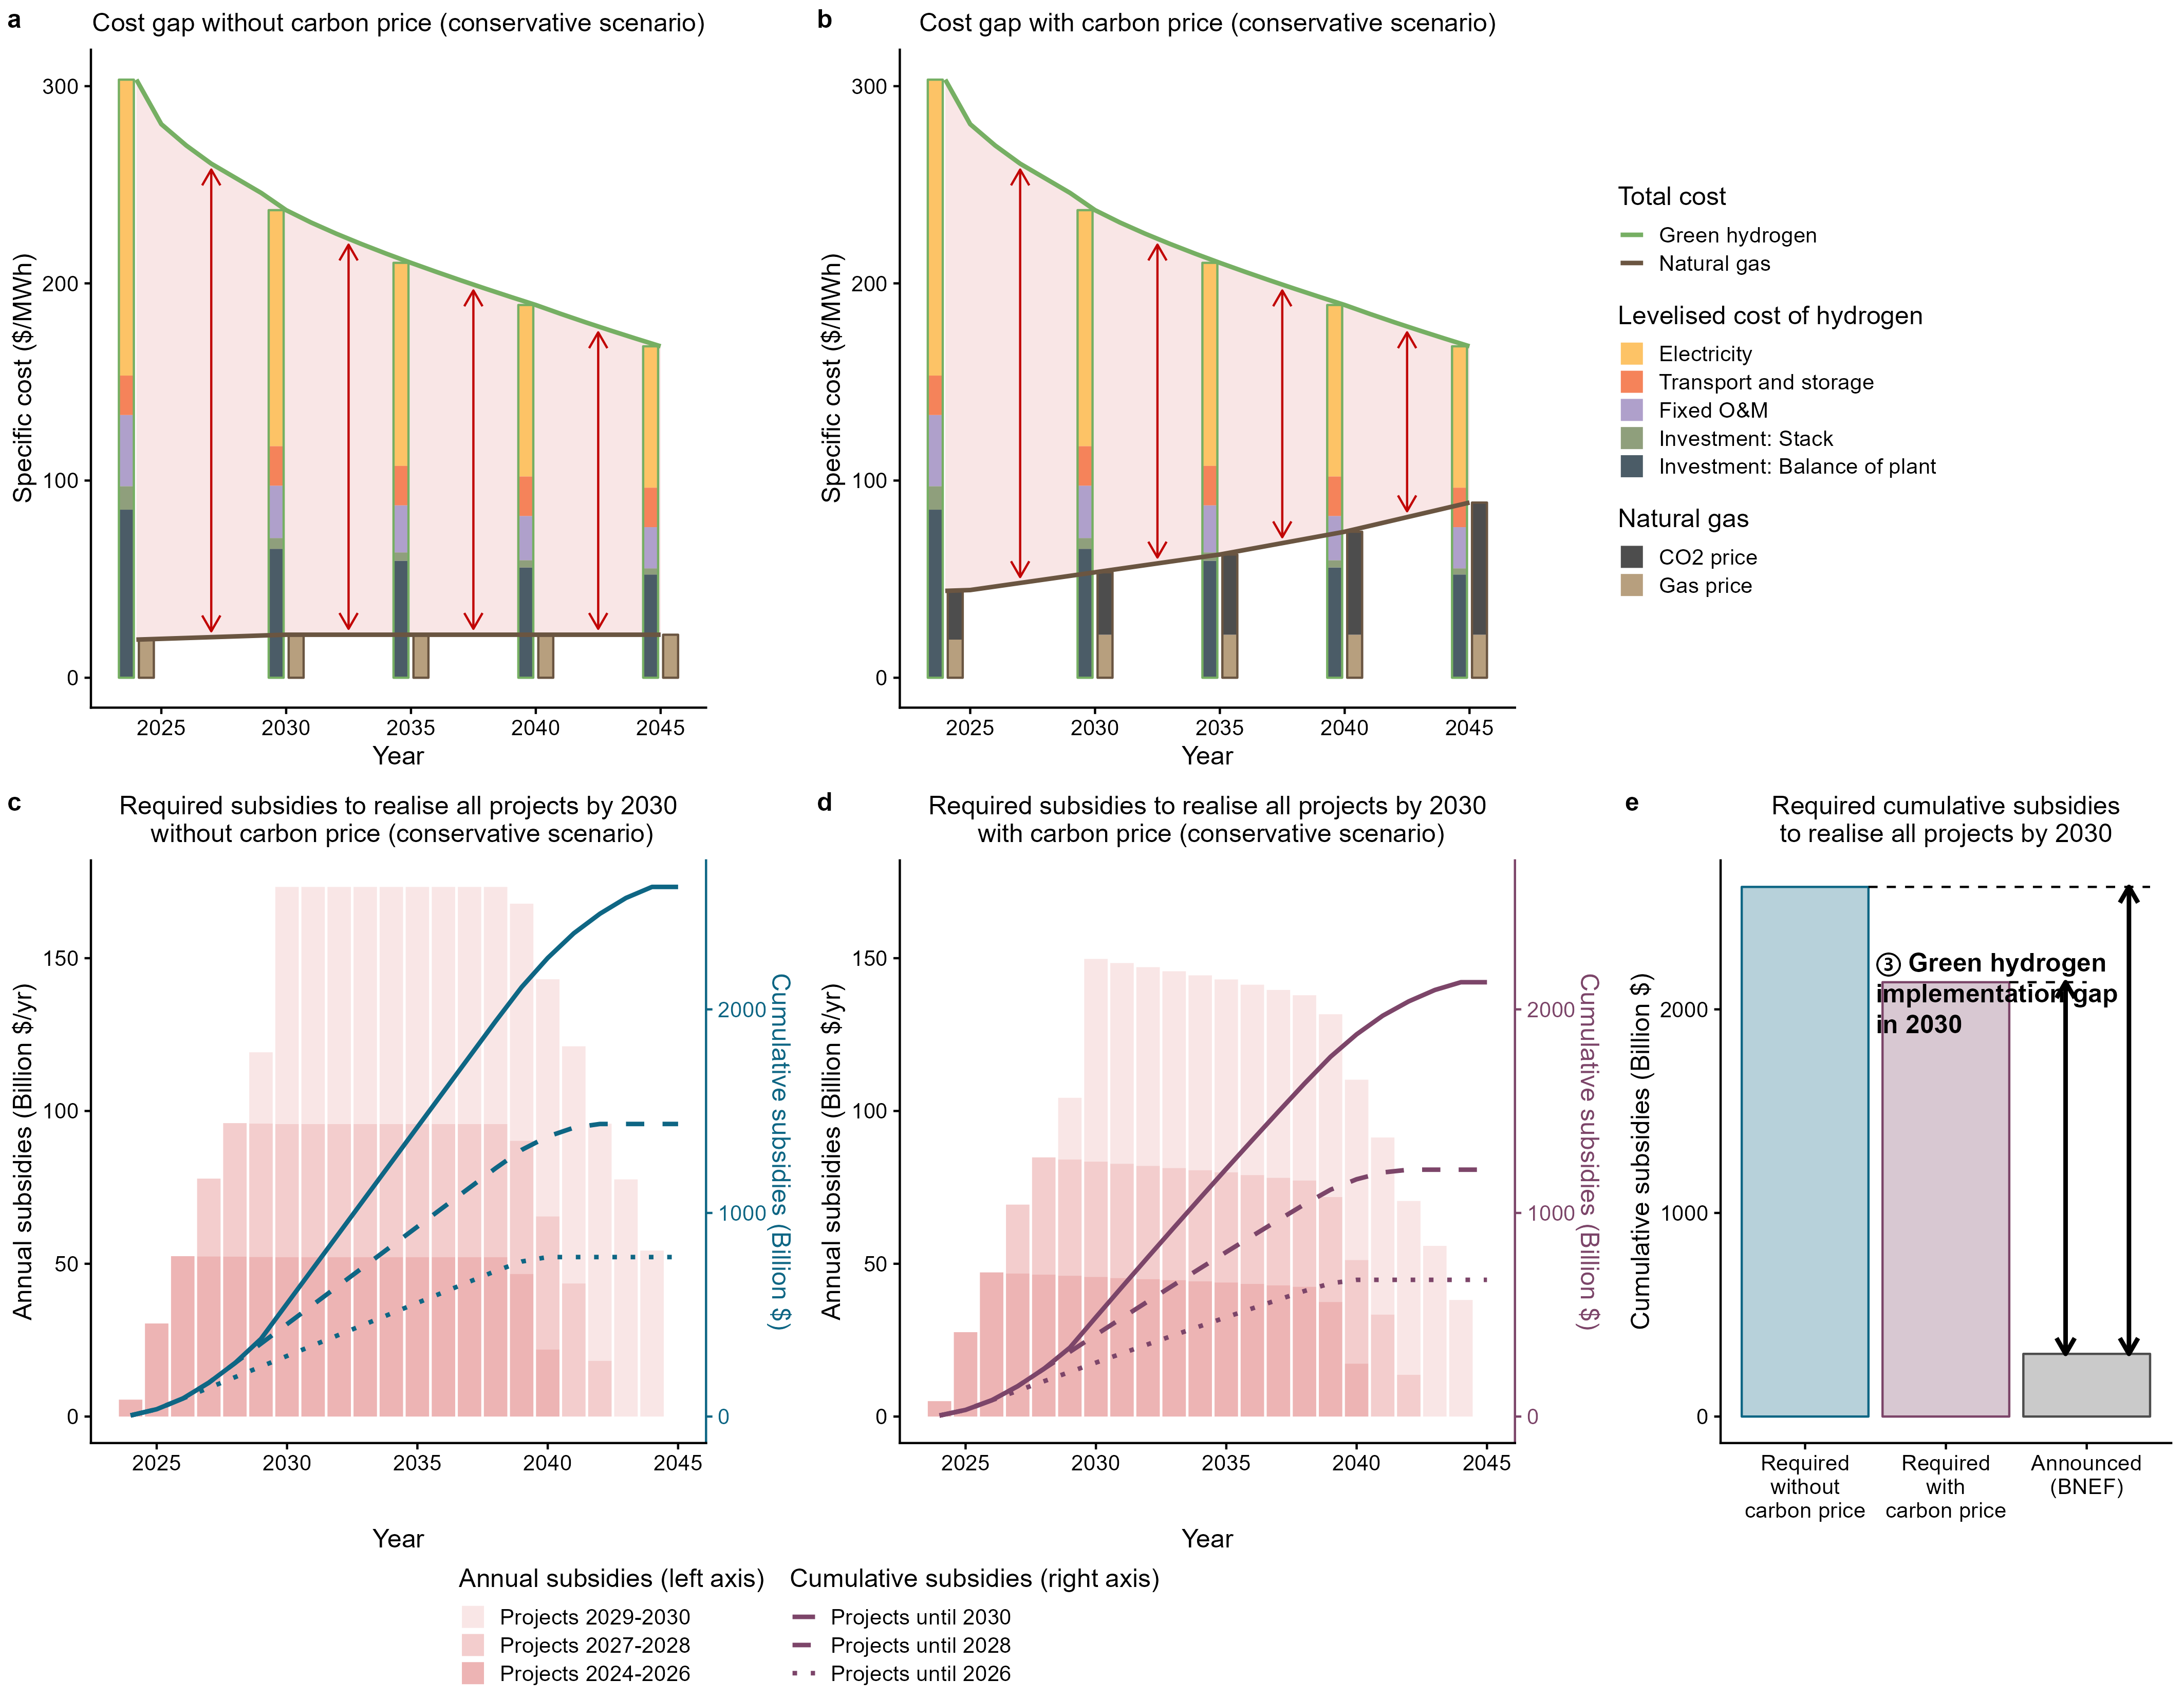 a
Cost gap without carbon price (conservative scenario)
Specific cost ($/MWh)
300
200
100
0
2025 2030 2035 2040 2045
Year
b
Cost gap with carbon price (conservative scenario)
Specific cost ($/MWh)
300
200
100
0
2025 2030 2035 2040 2045
Year
Total cost
Green hydrogen
Natural gas
Levelised cost of hydrogen
Electricity
Transport and storage
Fixed O&M
Investment: Stack
Investment: Balance of plant
Natural gas
CO2 price
Gas price
c
Required subsidies to realise all projects by 2030
without carbon price (conservative scenario)
Annual subsidies (Billion $/yr)
150
100
50
0
2000
1000
0
Cumulative subsidies (Billion $)
2025 2030 2035 2040 2045
Year
d
Required subsidies to realise all projects by 2030
with carbon price (conservative scenario)
Annual subsidies (Billion $/yr)
150
100
50
0
2000
1000
0
Cumulative subsidies (Billion $)
2025 2030 2035 2040 2045
Year
e
Required cumulative subsidies
to realise all projects by 2030
Cumulative subsidies (Billion $)
2000
1000
0
③ Green hydrogen
implementation gap
in 2030
Required
without
carbon price
Required
with
carbon price
Announced
(BNEF)
Annual subsidies (left axis)
Projects 2029-2030
Projects 2027-2028
Projects 2024-2026
Cumulative subsidies (right axis)
Projects until 2030
Projects until 2028
Projects until 2026